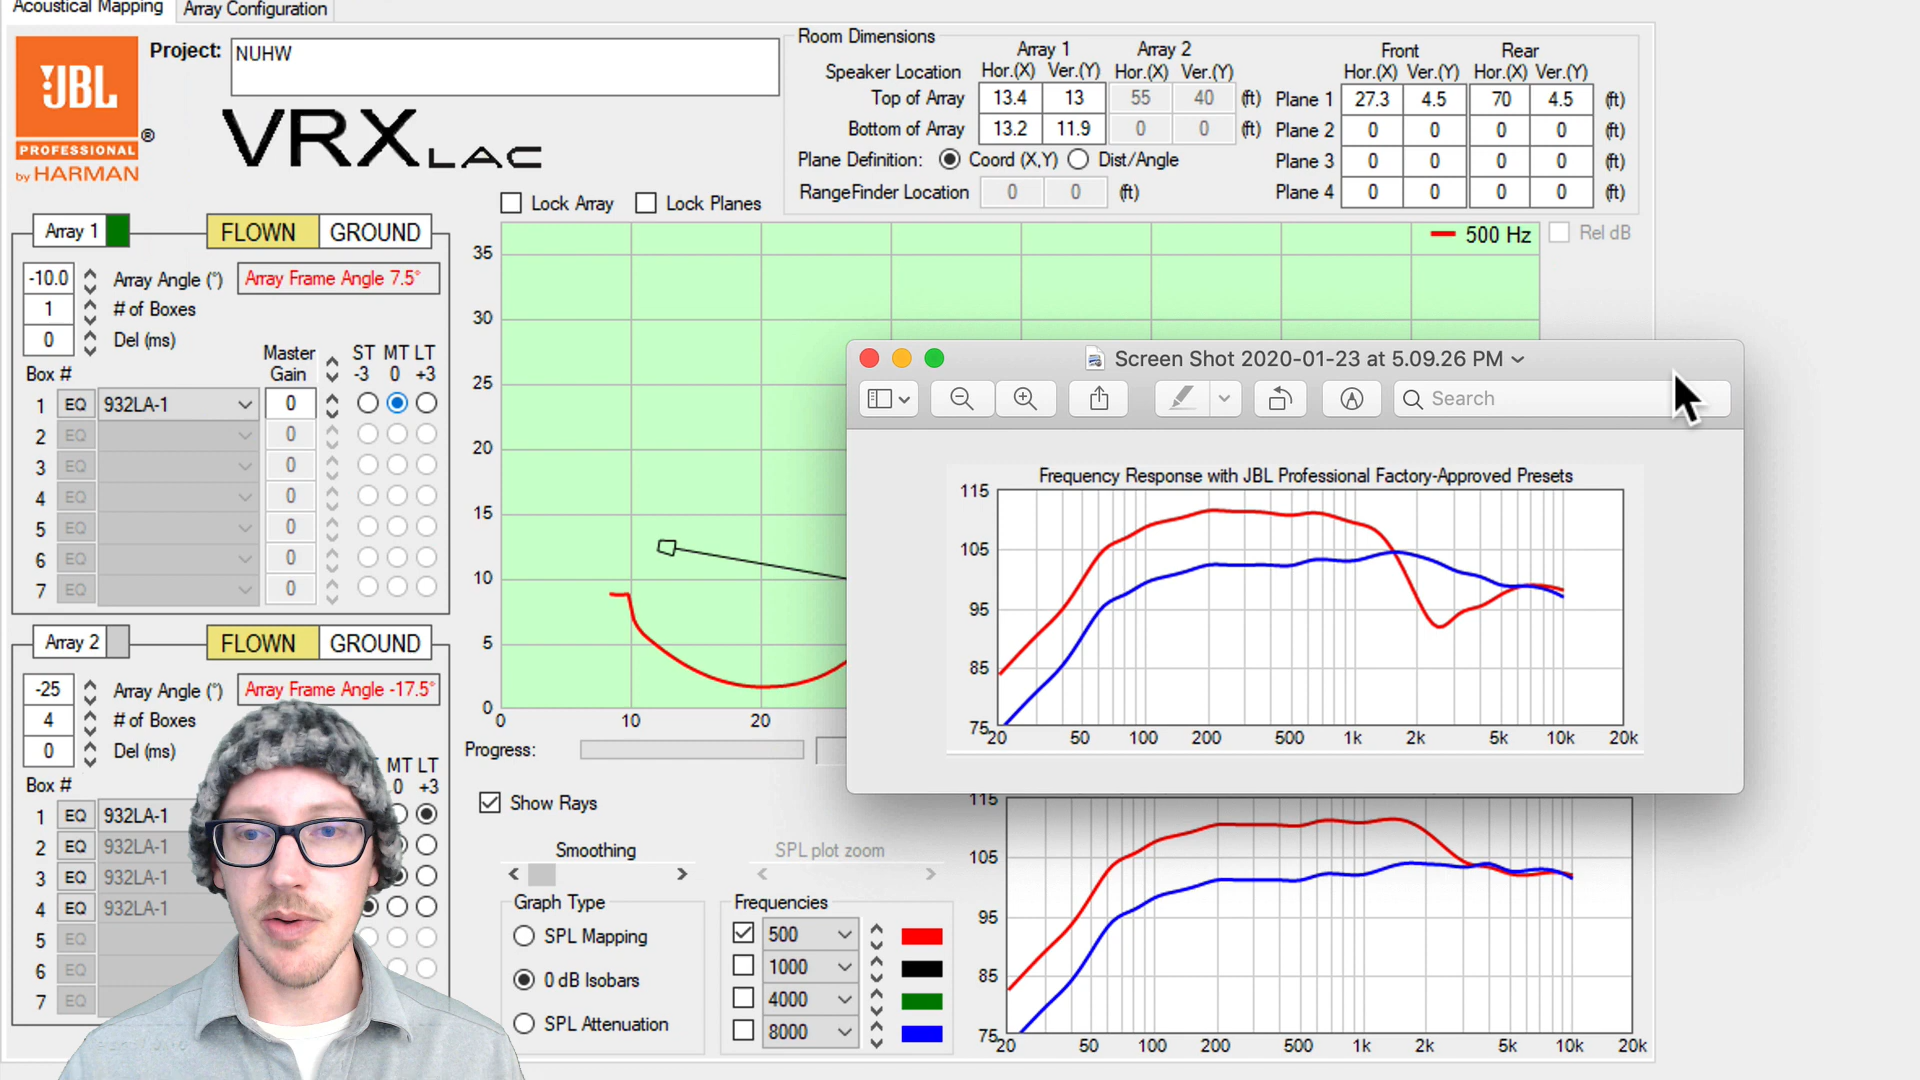 Acoustical Mapping
Array Configuration
JBL
PROFESSIONAL
by HARMAN
®
Project:
NUHW
VRX LAC
Room Dimensions
Array 1 Array 2
Speaker Location Hor.(X) Ver.(Y) Hor.(X) Ver.(Y)
Top of Array 13.4 13 55 40 (ft)
Bottom of Array 13.2 11.9 0 0 (ft)
Plane Definition: Coord (X,Y) Dist/Angle
RangeFinder Location 0 0 (ft)
Front Rear
Hor.(X) Ver.(Y) Hor.(X) Ver.(Y)
Plane 1 27.3 4.5 70 4.5 (ft)
Plane 2 0 0 0 0 (ft)
Plane 3 0 0 0 0 (ft)
Plane 4 0 0 0 0 (ft)
Lock Array Lock Planes
Array 1 FLOWN GROUND
-10.0 Array Angle (°) Array Frame Angle 7.5°
1 # of Boxes
0 Del (ms)
Master Gain
ST MT LT
-3 0 +3
Box #
1 EQ 932LA-1 0
2 EQ 0
3 EQ 0
4 EQ 0
5 EQ 0
6 EQ 0
7 EQ 0
Array 2 FLOWN GROUND
-25 Array Angle (°) Array Frame Angle -17.5°
4 # of Boxes
0 Del (ms)
MT LT
0 +3
Box #
1 EQ 932LA-1
2 EQ 932LA-1
3 EQ 932LA-1
4 EQ 932LA-1
5 EQ
6 EQ
7 EQ
500 Hz
Rel dB
35
30
25
20
15
10
5
0
0 10 20
Progress:
Show Rays
Smoothing
SPL plot zoom
Graph Type
SPL Mapping
0 dB Isobars
SPL Attenuation
Frequencies
500
1000
4000
8000
Screen Shot 2020-01-23 at 5.09.26 PM
Search
Frequency Response with JBL Professional Factory-Approved Presets
115
105
95
85
75
20 50 100 200 500 1k 2k 5k 10k 20k
115
105
95
85
75
20 50 100 200 500 1k 2k 5k 10k 20k